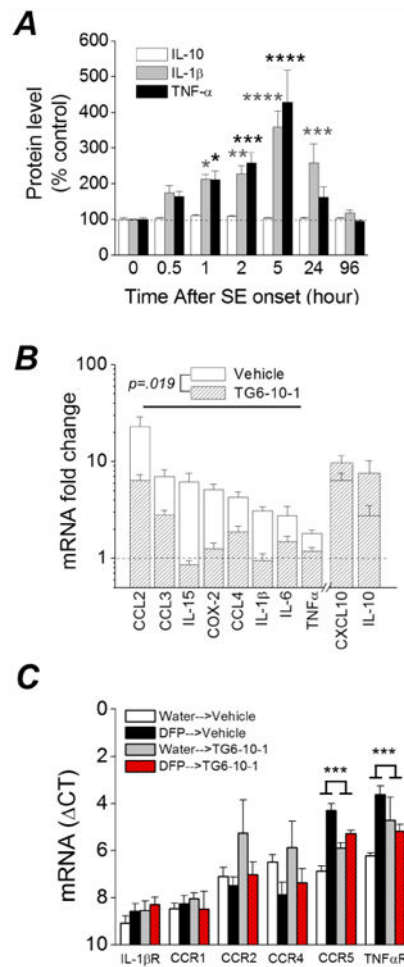 A
600
500
400
300
200
100
0
Protein level
(% control)
IL-10
IL-1β
TNF-α
* *
** ***
**** ****
***
0 0.5 1 2 5 24 96
Time After SE onset (hour)
B
100
10
1
mRNA fold change
p=.019
Vehicle
TG6-10-1
CCL2
CCL3
IL-15
COX-2
CCL4
IL-1β
IL-6
TNFα
CXCL10
IL-10
C
0
2
4
6
8
10
mRNA (ΔCT)
Water-->Vehicle
DFP-->Vehicle
Water-->TG6-10-1
DFP-->TG6-10-1
*** ***
IL-1βR CCR1 CCR2 CCR4 CCR5 TNFαR